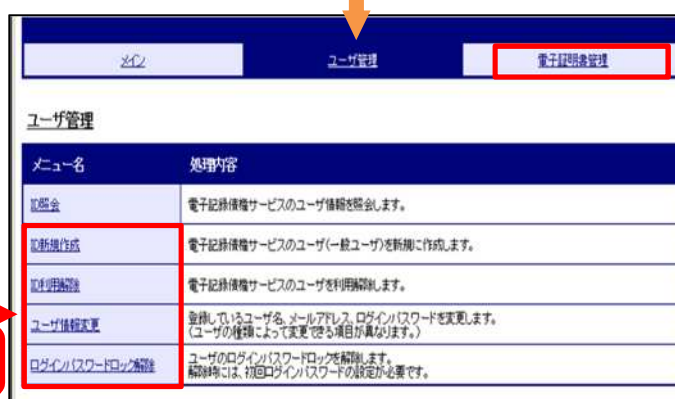 メイン
ユーザ管理
電子証明書管理
ユーザ管理
メニュー名
処理内容
ID照会
電子記録債権サービスのユーザ情報を照会します。
ID新規作成
電子記録債権サービスのユーザ(一般ユーザ)を新規に作成します。
ID利用解除
電子記録債権サービスのユーザを利用解除します。
ユーザ情報変更
登録しているユーザ名、メールアドレス、ログインパスワードを変更します。
(ユーザの種類によって変更できる項目が異なります。)
ログインパスワードロック解除
ユーザのログインパスワードロックを解除します。
解除時には、初回ログインパスワードの設定が必要です。